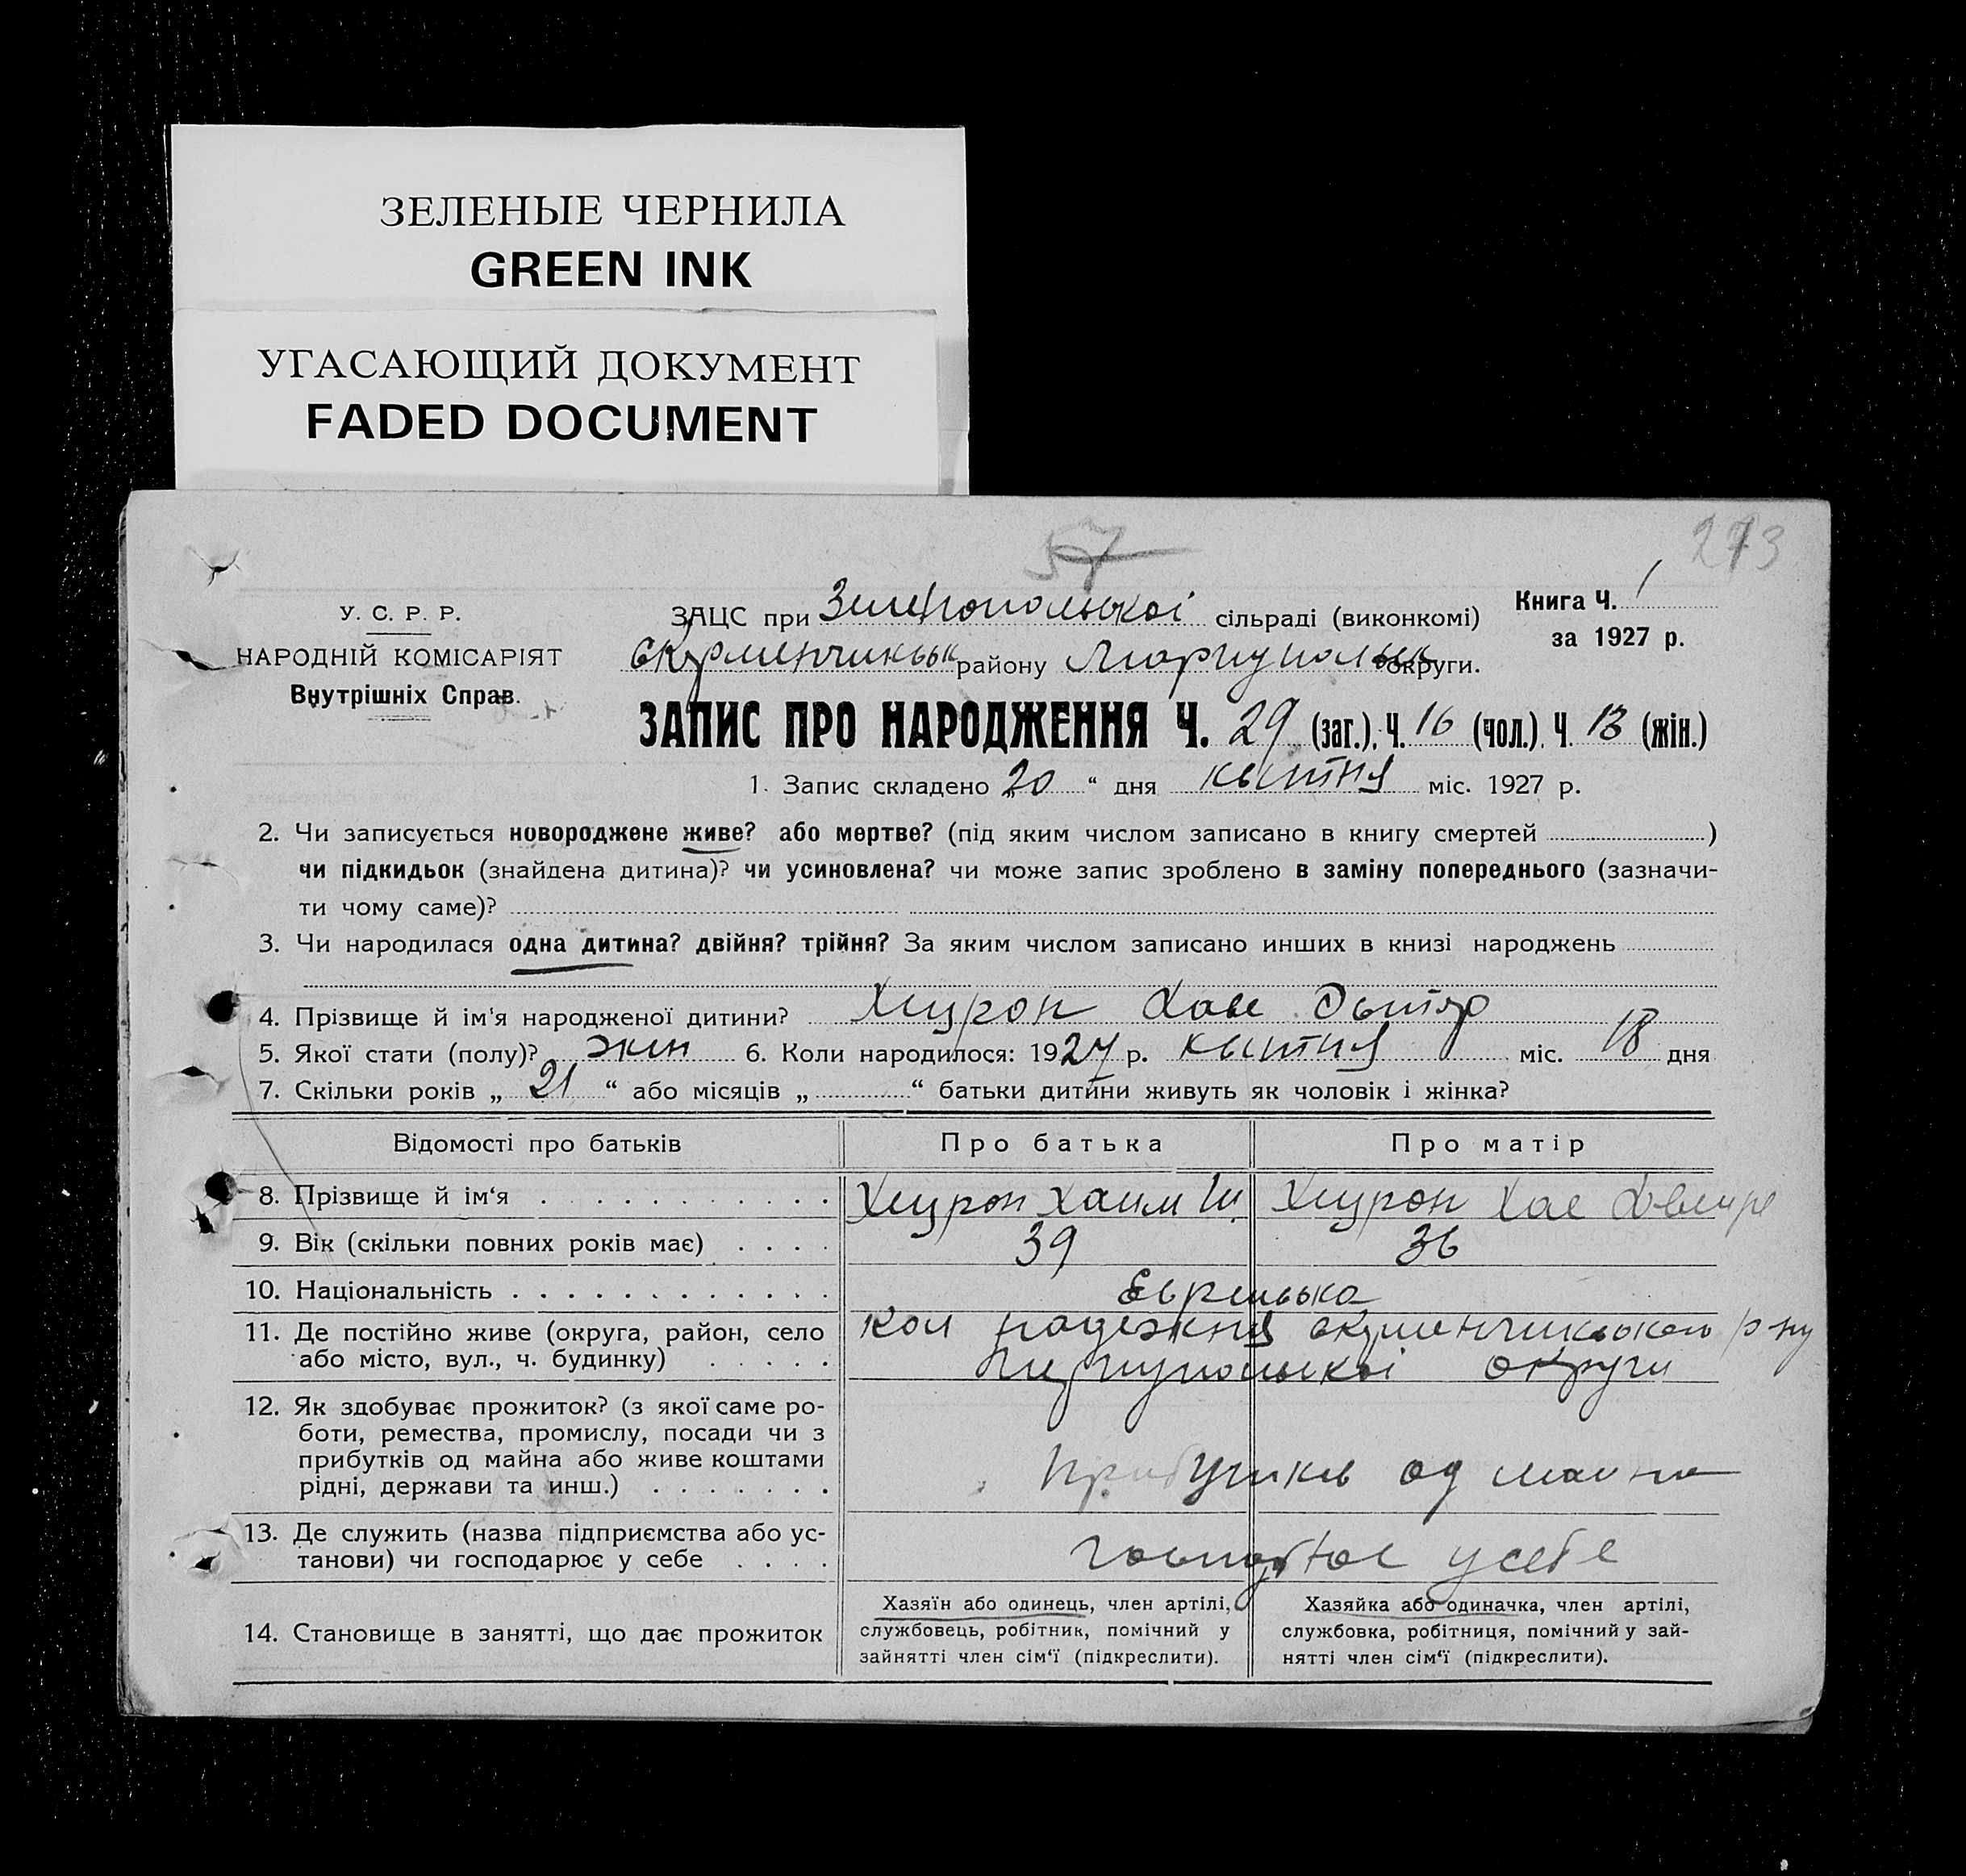 ЗЕЛЕНЫЕ ЧЕРНИЛА
GREEN INK
УГАСАЮЩИЙ ДОКУМЕНТ
FADED DOCUMENT
57
273
У. С. Р. Р.
НАРОДНІЙ КОМІСАРІЯТ
Внутрішніх Справ.
ЗАЦС при сільраді (виконкомі)
району округи.
Книга Ч. 1
за 1927 р.
ЗАПИС ПРО НАРОДЖЕННЯ Ч. 29 (заг.). Ч. 16 (чол.). Ч. 13 (жін.)
1. Запис складено „20“ дня квітня міс. 1927 р.
2. Чи записується новороджене живе? або мертве? (під яким числом записано в книгу смертей )
чи підкидьок (знайдена дитина)? чи усиновлена? чи може запис зроблено в заміну попереднього (зазначи-
ти чому саме)?
3. Чи народилася одна дитина? двійня? трійня? За яким числом записано инших в книзі народжень
4. Прізвище й ім'я народженої дитини?
5. Якої стати (полу)? жін 6. Коли народилося: 1927 р. квітня міс. 18 дня
7. Скільки років „ 21 “ або місяців „ “ батьки дитини живуть як чоловік і жінка?
Відомості про батьків Про батька Про матір
8. Прізвище й ім'я Хаим Ш.
9. Вік (скільки повних років має) 39 36
10. Національність Еврейська
11. Де постійно живе (округа, район, село
або місто, вул., ч. будинку) округи
12. Як здобуває прожиток? (з якої саме ро-
боти, ремества, промислу, посади чи з
прибутків од майна або живе коштами
рідні, держави та инш.) од майна
13. Де служить (назва підприємства або ус-
танови) чи господарює у себе у себе
14. Становище в занятті, що дає прожиток
Хазяїн або одинець, член артілі,
службовець, робітник, помічний у
зайнятті член сім'ї (підкреслити).
Хазяйка або одиначка, член артілі,
службовка, робітниця, помічний у зай-
нятті член сім'ї (підкреслити).